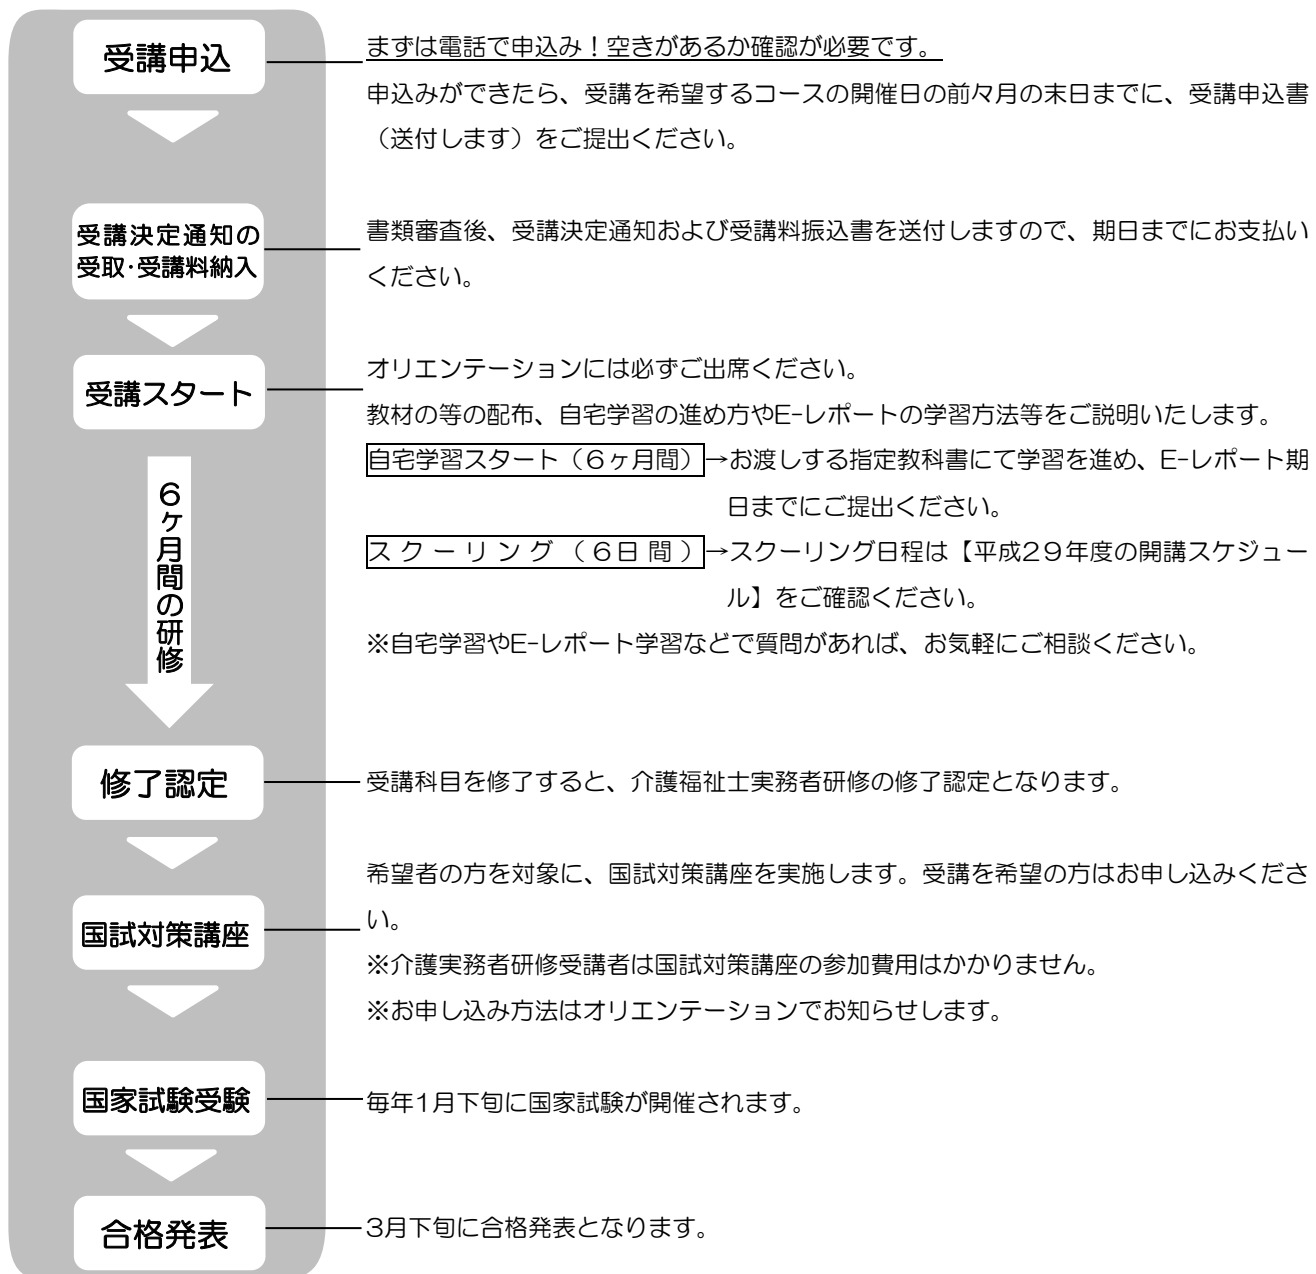 受講申込
まずは電話で申込み！空きがあるか確認が必要です。
申込みができたら、受講を希望するコースの開催日の前々月の末日までに、受講申込書
（送付します）をご提出ください。
受講決定通知の
受取・受講料納入
書類審査後、受講決定通知および受講料振込書を送付しますので、期日までにお支払い
ください。
受講スタート
オリエンテーションには必ずご出席ください。
教材の等の配布、自宅学習の進め方やE-レポートの学習方法等をご説明いたします。
自宅学習スタート（６ヶ月間）→お渡しする指定教科書にて学習を進め、E-レポート期
日までにご提出ください。
スクーリング（６日間）→スクーリング日程は【平成２９年度の開講スケジュー
ル】をご確認ください。
※自宅学習やE-レポート学習などで質問があれば、お気軽にご相談ください。
６ヶ月間の研修
修了認定
受講科目を修了すると、介護福祉士実務者研修の修了認定となります。
国試対策講座
希望者の方を対象に、国試対策講座を実施します。受講を希望の方はお申し込みくださ
い。
※介護実務者研修受講者は国試対策講座の参加費用はかかりません。
※お申し込み方法はオリエンテーションでお知らせします。
国家試験受験
毎年1月下旬に国家試験が開催されます。
合格発表
3月下旬に合格発表となります。